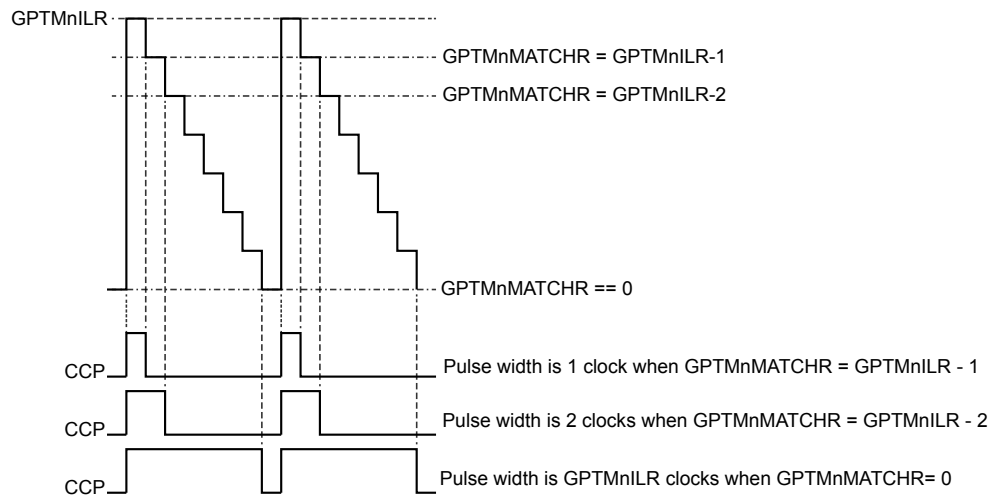 GPTMnILR
GPTMnMATCHR = GPTMnILR-1
GPTMnMATCHR = GPTMnILR-2
GPTMnMATCHR == 0
CCP
Pulse width is 1 clock when GPTMnMATCHR = GPTMnILR - 1
CCP
Pulse width is 2 clocks when GPTMnMATCHR = GPTMnILR - 2
CCP
Pulse width is GPTMnILR clocks when GPTMnMATCHR= 0